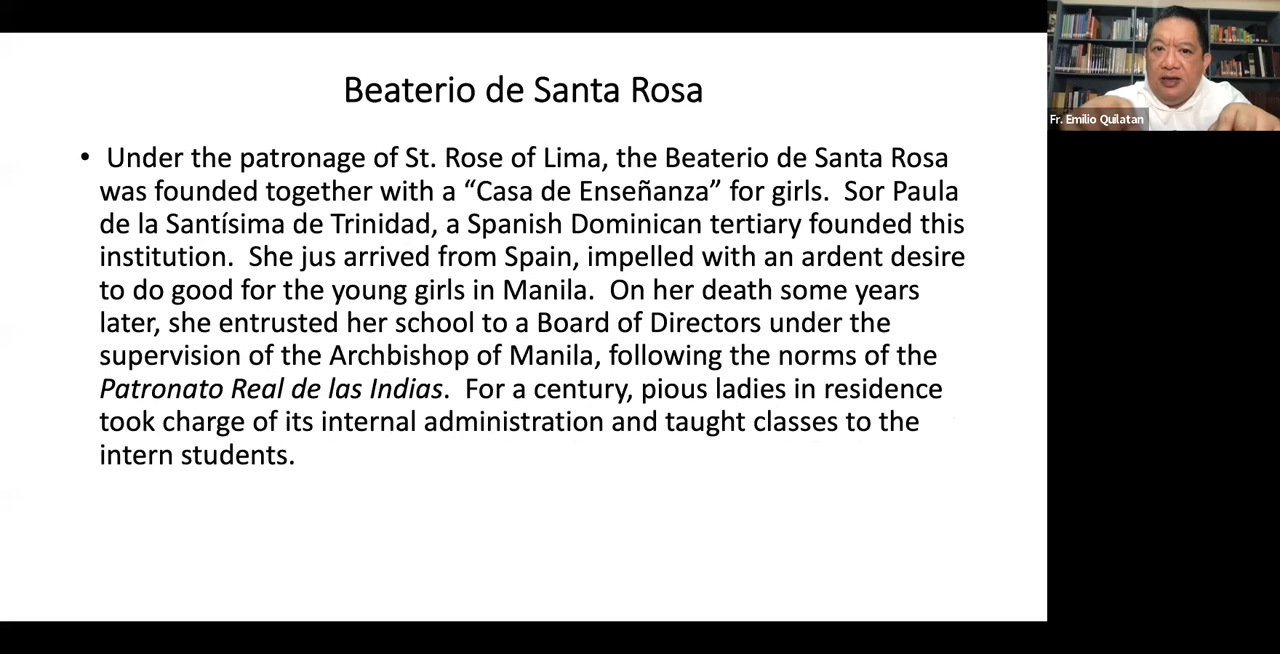 Beaterio de Santa Rosa
• Under the patronage of St. Rose of Lima, the Beaterio de Santa Rosa
was founded together with a “Casa de Enseñanza” for girls.  Sor Paula
de la Santísima de Trinidad, a Spanish Dominican tertiary founded this
institution.  She jus arrived from Spain, impelled with an ardent desire
to do good for the young girls in Manila.  On her death some years
later, she entrusted her school to a Board of Directors under the
supervision of the Archbishop of Manila, following the norms of the
Patronato Real de las Indias.  For a century, pious ladies in residence
took charge of its internal administration and taught classes to the
intern students.
Fr. Emilio Quilatan